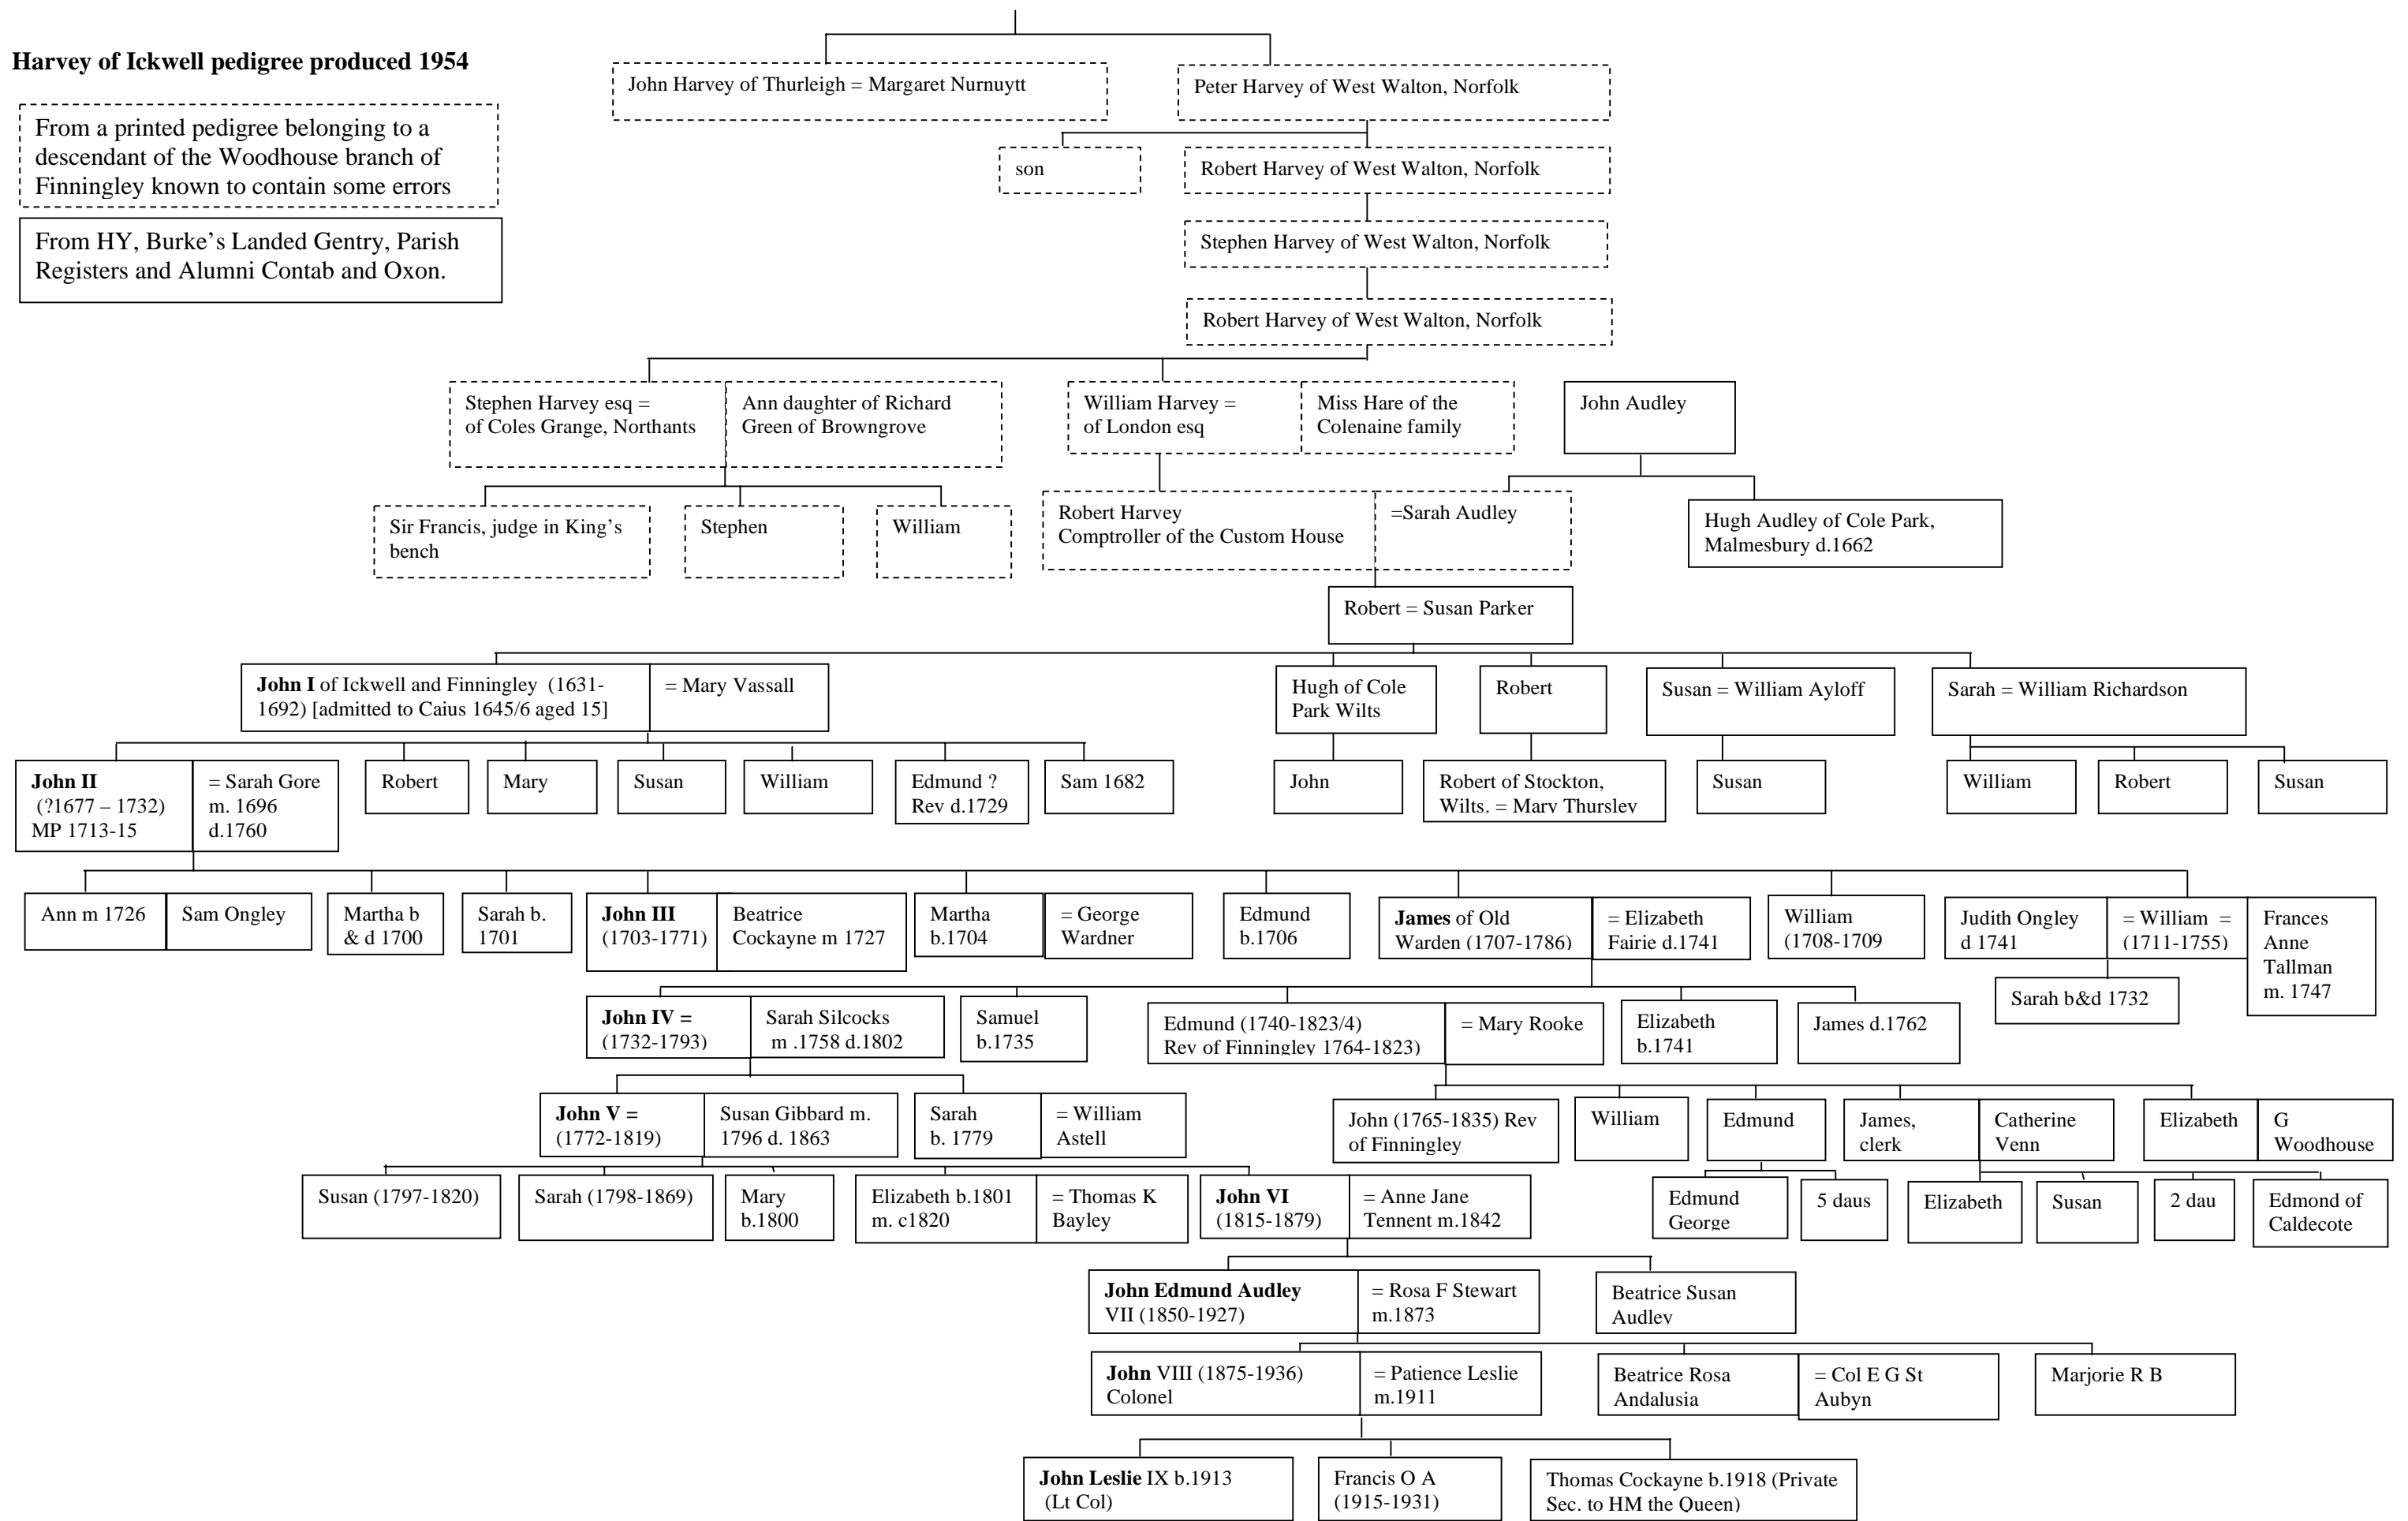 Harvey of Ickwell pedigree produced 1954
From a printed pedigree belonging to a
descendant of the Woodhouse branch of
Finningley known to contain some errors
From HY, Burke's Landed Gentry, Parish
Registers and Alumni Contab and Oxon.
John Harvey of Thurleigh = Margaret Nurnuytt
Peter Harvey of West Walton, Norfolk
son
Robert Harvey of West Walton, Norfolk
Stephen Harvey of West Walton, Norfolk
Robert Harvey of West Walton, Norfolk
Stephen Harvey esq =
of Coles Grange, Northants
Ann daughter of Richard
Green of Browngrove
William Harvey =
of London esq
Miss Hare of the
Colenaine family
John Audley
Sir Francis, judge in King's
bench
Stephen
William
Robert Harvey
Comptroller of the Custom House
=Sarah Audley
Hugh Audley of Cole Park,
Malmesbury d.1662
Robert = Susan Parker
John I of Ickwell and Finningley (1631-
1692) [admitted to Caius 1645/6 aged 15]
= Mary Vassall
Hugh of Cole
Park Wilts
Robert
Susan = William Ayloff
Sarah = William Richardson
John II
(?1677 – 1732)
MP 1713-15
= Sarah Gore
m. 1696
d.1760
Robert
Mary
Susan
William
Edmund ?
Rev d.1729
Sam 1682
John
Robert of Stockton,
Wilts. = Mary Thursley
Susan
William
Robert
Susan
Ann m 1726
Sam Ongley
Martha b
& d 1700
Sarah b.
1701
John III
(1703-1771)
Beatrice
Cockayne m 1727
Martha
b.1704
= George
Wardner
Edmund
b.1706
James of Old
Warden (1707-1786)
= Elizabeth
Fairie d.1741
William
(1708-1709
Judith Ongley
d 1741
= William =
(1711-1755)
Frances
Anne
Tallman
m. 1747
Sarah b&d 1732
John IV =
(1732-1793)
Sarah Silcocks
m .1758 d.1802
Samuel
b.1735
Edmund (1740-1823/4)
Rev of Finningley 1764-1823)
= Mary Rooke
Elizabeth
b.1741
James d.1762
John V =
(1772-1819)
Susan Gibbard m.
1796 d. 1863
Sarah
b. 1779
= William
Astell
John (1765-1835) Rev
of Finningley
William
Edmund
James,
clerk
Catherine
Venn
Elizabeth
G
Woodhouse
Susan (1797-1820)
Sarah (1798-1869)
Mary
b.1800
Elizabeth b.1801
m. c1820
= Thomas K
Bayley
John VI
(1815-1879)
= Anne Jane
Tennent m.1842
Edmund
George
5 daus
Elizabeth
Susan
2 dau
Edmond of
Caldecote
John Edmund Audley
VII (1850-1927)
= Rosa F Stewart
m.1873
Beatrice Susan
Audley
John VIII (1875-1936)
Colonel
= Patience Leslie
m.1911
Beatrice Rosa
Andalusia
= Col E G St
Aubyn
Marjorie R B
John Leslie IX b.1913
(Lt Col)
Francis O A
(1915-1931)
Thomas Cockayne b.1918 (Private
Sec. to HM the Queen)